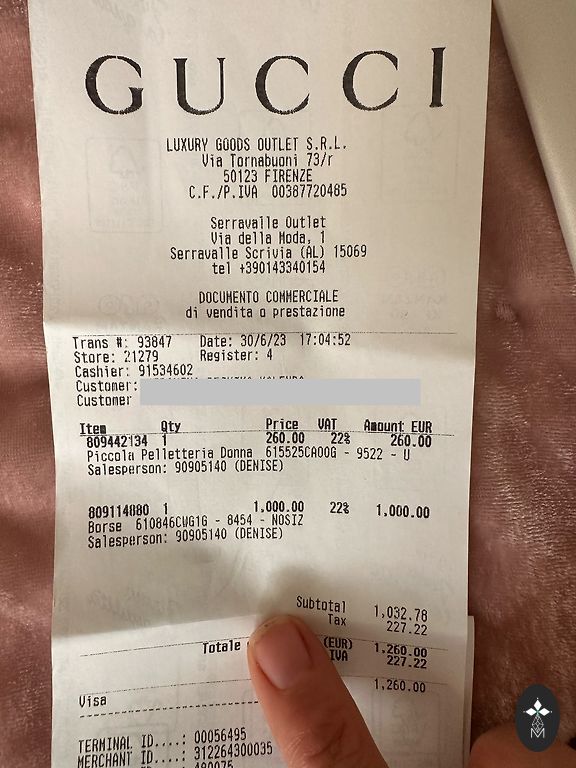 GUCCI
LUXURY GOODS OUTLET S.R.L.
Via Tornabuoni 73/r
50123 FIRENZE
C.F./P.IVA 00387720485
Serravalle Outlet
Via della Moda, 1
Serravalle Scrivia (AL) 15069
tel +390143340154
DOCUMENTO COMMERCIALE
di vendita o prestazione
Trans #: 93847 Date: 30/6/23 17:04:52
Store: 21279 Register: 4
Cashier: 91534602
Customer:
Customer
Item Qty Price VAT Amount EUR
809442134 1 260.00 22% 260.00
Piccola Pelletteria Donna 615525CAO0G - 9522 - U
Salesperson: 90905140 (DENISE)
809114880 1 1,000.00 22% 1,000.00
Borse 610846CWG1G - 8454 - NOSIZ
Salesperson: 90905140 (DENISE)
Subtotal 1,032.78
Tax 227.22
Totale (EUR) 1,260.00
IVA 227.22
1,260.00
Visa
TERMINAL ID....: 00056495
MERCHANT ID....: 312264300035
M